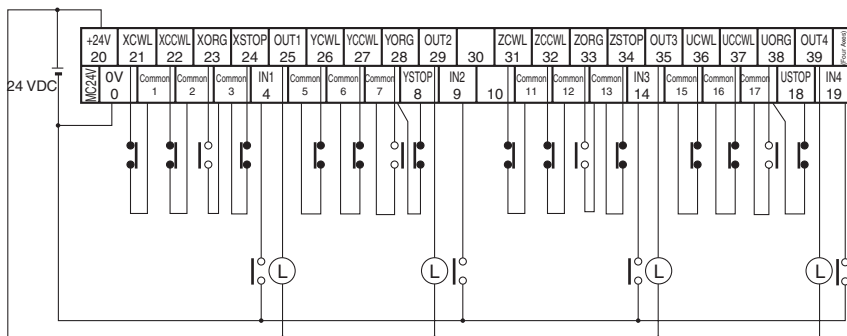 +24V XCWL XCCWL XORG XSTOP OUT1 YCWL YCCWL YORG OUT2 ZCWL ZCCWL ZORG ZSTOP OUT3 UCWL UCCWL UORG OUT4 (Four Axes)
20 21 22 23 24 25 26 27 28 29 30 31 32 33 34 35 36 37 38 39
24 VDC
MC24V 0V Common Common Common IN1 Common Common Common YSTOP IN2 Common Common Common IN3 Common Common Common USTOP IN4
0 1 2 3 4 5 6 7 8 9 10 11 12 13 14 15 16 17 18 19
L L L L